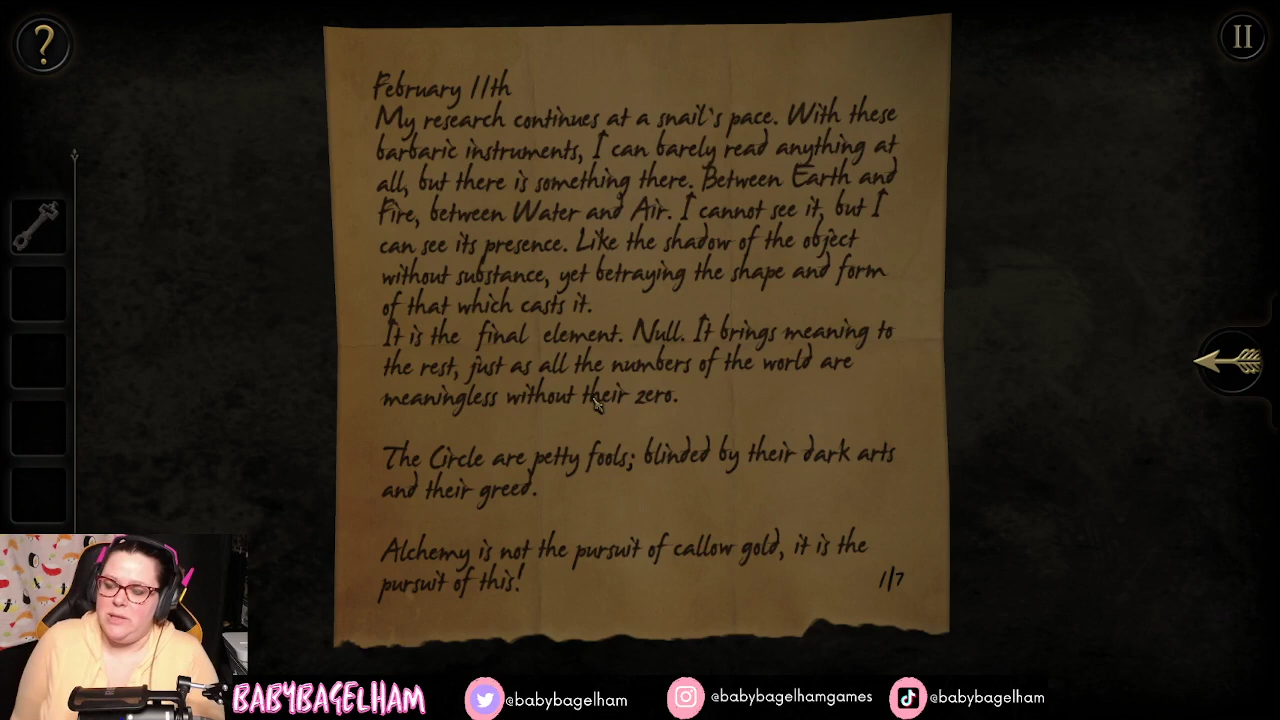 ?
February 11th
My research continues at a snail's pace. With these
barbaric instruments, I can barely read anything at
all, but there is something there. Between Earth and
Fire, between Water and Air. I cannot see it, but I
can see its presence. Like the shadow of the object
without substance, yet betraying the shape and form
of that which casts it.
It is the final element. Null. It brings meaning to
the rest, just as all the numbers of the world are
meaningless without their zero.
The Circle are petty fools; blinded by their dark arts
and their greed.
Alchemy is not the pursuit of callow gold, it is the
pursuit of this!
1/7
BABYBAGELHAM
@babybagelham
@babybagelhamgames
@babybagelham